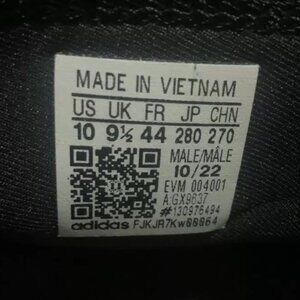 MADE IN VIETNAM
US UK FR JP CHN
10 9½ 44 280 270
MALE/MÂLE
10/22
EVM 004001
A:GX9637
#130976494
adidas FJKJR7Kw00064